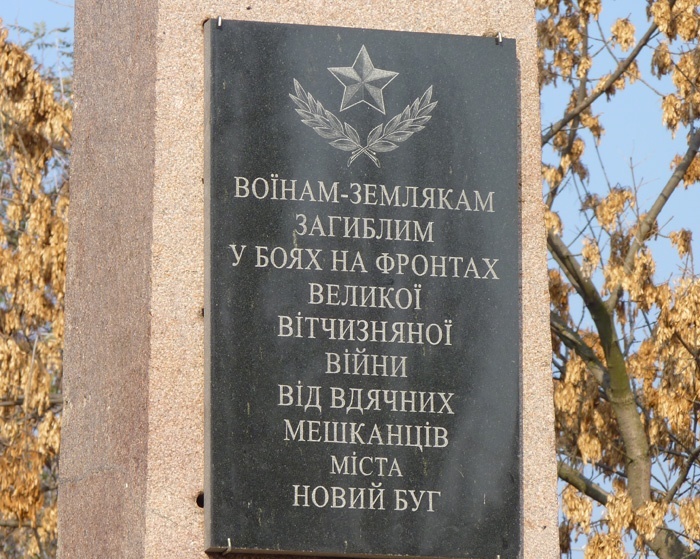 ВОЇНАМ-ЗЕМЛЯКАМ
ЗАГИБЛИМ
У БОЯХ НА ФРОНТАХ
ВЕЛИКОЇ
ВІТЧИЗНЯНОЇ
ВІЙНИ
ВІД ВДЯЧНИХ
МЕШКАНЦІВ
МІСТА
НОВИЙ БУГ